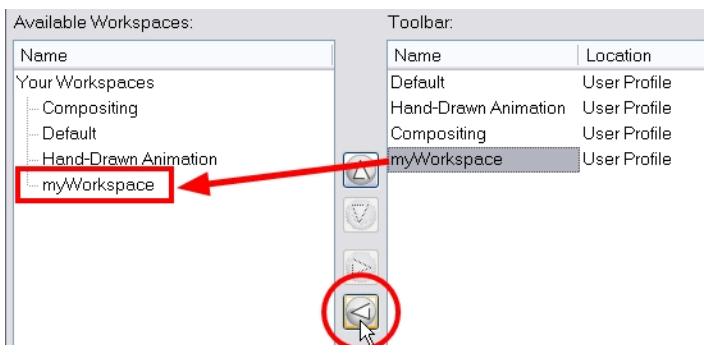 Available Workspaces:
Name
Your Workspaces
Compositing
Default
Hand-Drawn Animation
myWorkspace
Toolbar:
Name Location
Default User Profile
Hand-Drawn Animation User Profile
Compositing User Profile
myWorkspace User Profile